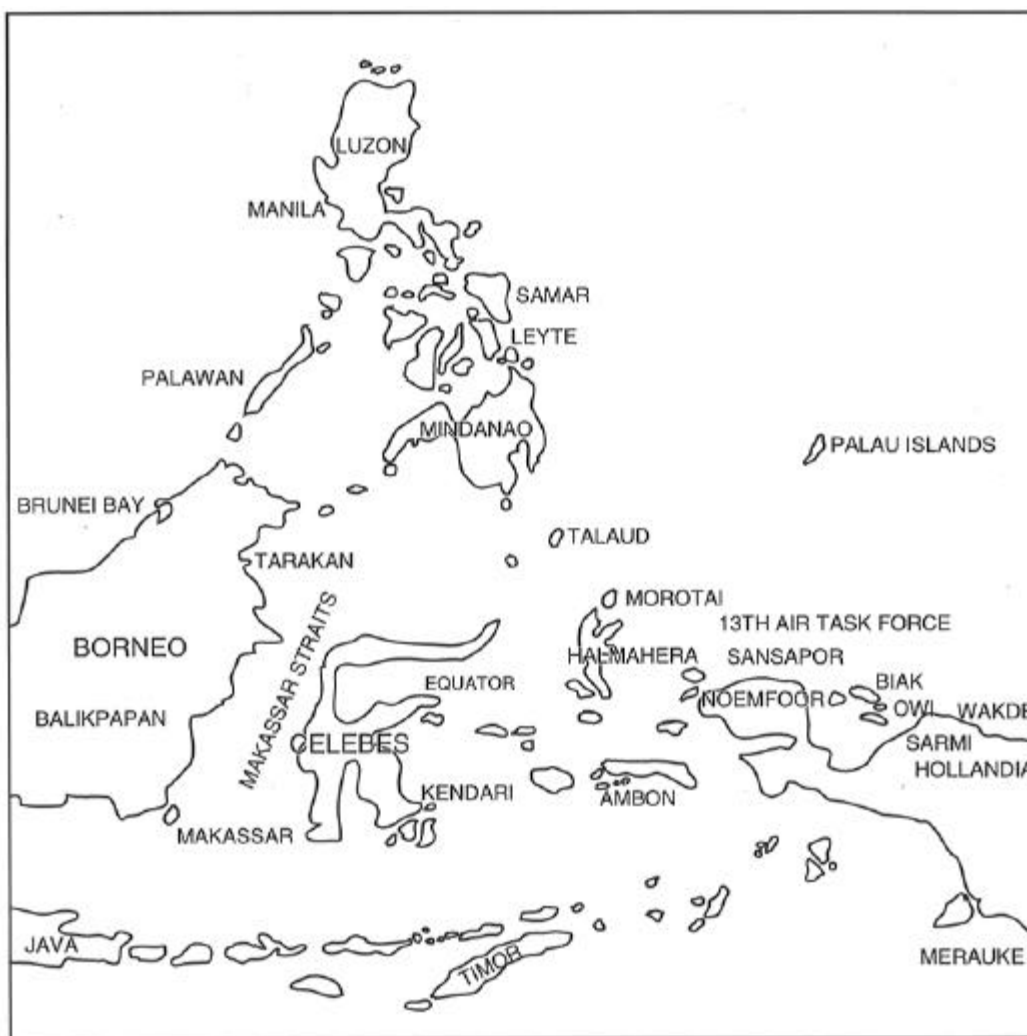 LUZON
MANILA
SAMAR
LEYTE
PALAWAN
MINDANAO
PALAU ISLANDS
BRUNEI BAY
TALAUD
TARAKAN
MOROTAI
13TH AIR TASK FORCE
BORNEO
MAKASSAR STRAITS
HALMAHERA
SANSAPOR
EQUATOR
BIAK
NOEMFOOR
OWI
WAKDE
BALIKPAPAN
CELEBES
SARMI
HOLLANDIA
KENDARI
AMBON
MAKASSAR
JAVA
TIMOR
MERAUKE